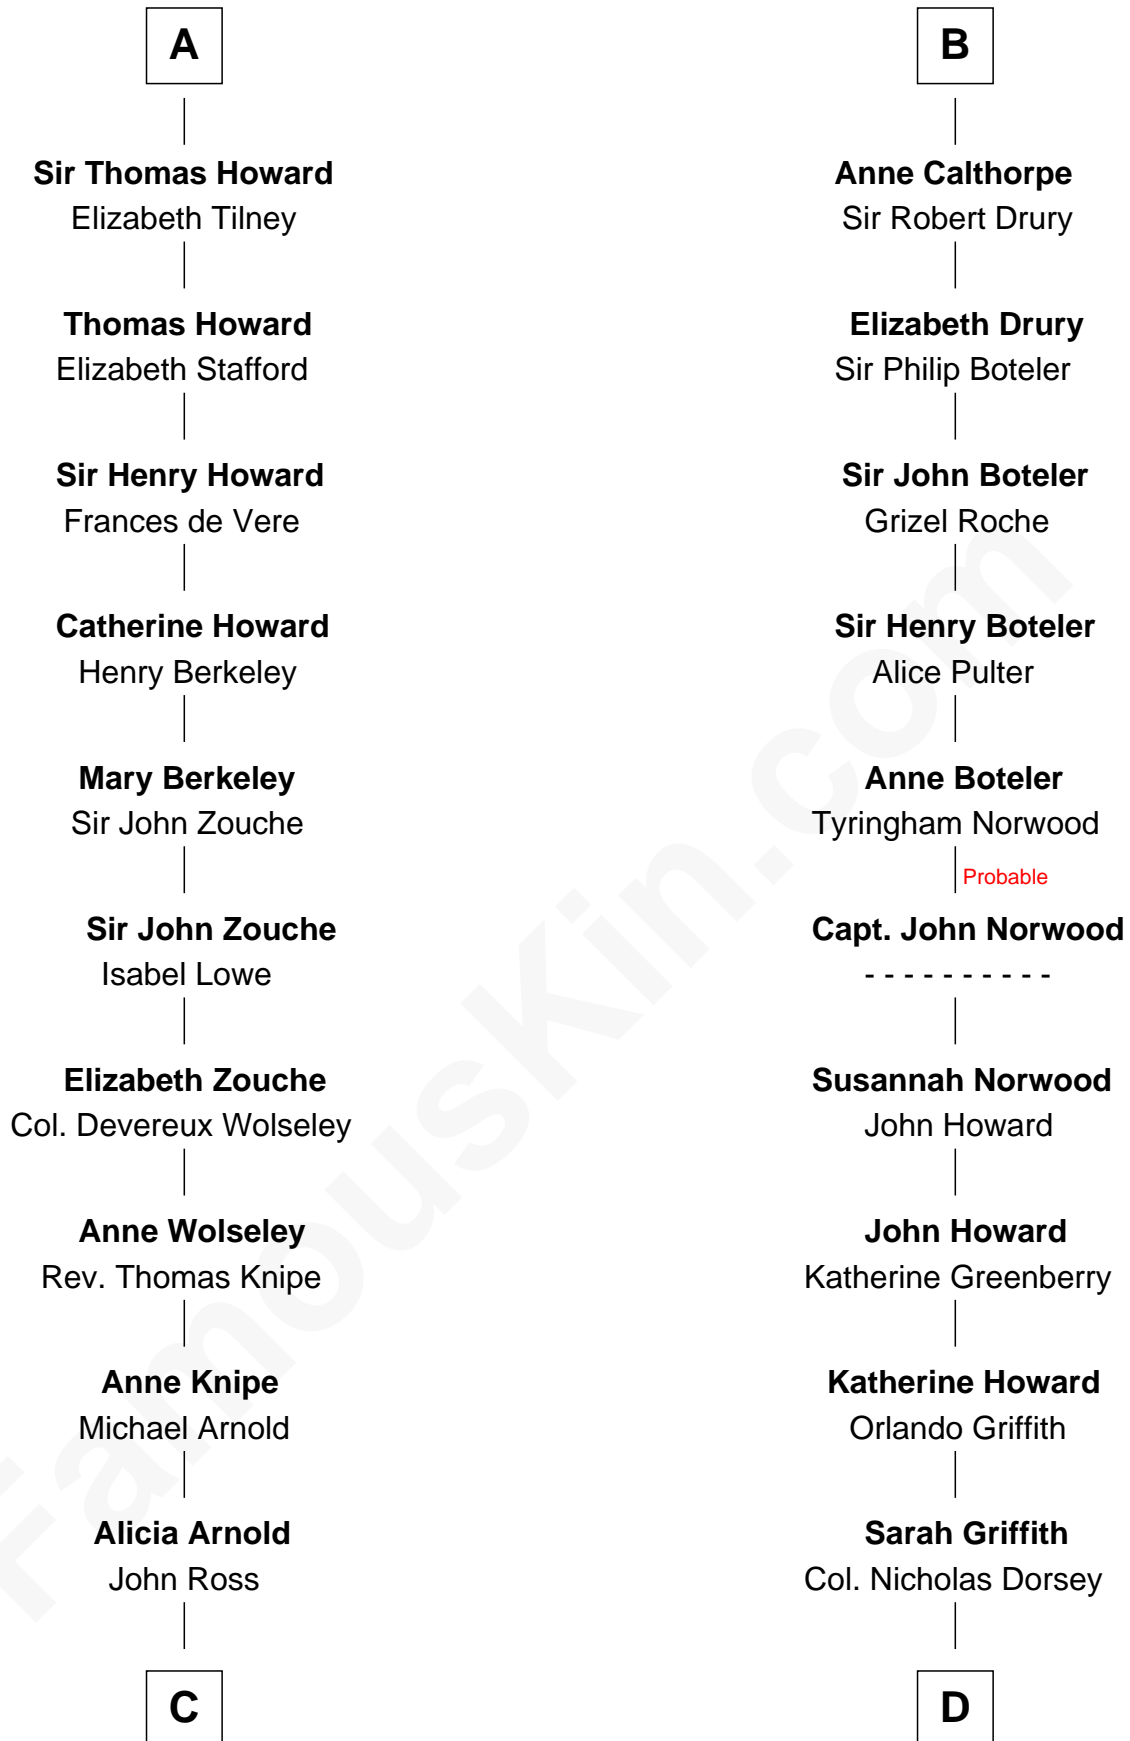 A
Sir Thomas Howard
Elizabeth Tilney
Thomas Howard
Elizabeth Stafford
Sir Henry Howard
Frances de Vere
Catherine Howard
Henry Berkeley
Mary Berkeley
Sir John Zouche
Sir John Zouche
Isabel Lowe
Elizabeth Zouche
Col. Devereux Wolseley
Anne Wolseley
Rev. Thomas Knipe
Anne Knipe
Michael Arnold
Alicia Arnold
John Ross
C
B
Anne Calthorpe
Sir Robert Drury
Elizabeth Drury
Sir Philip Boteler
Sir John Boteler
Grizel Roche
Sir Henry Boteler
Alice Pulter
Anne Boteler
Tyringham Norwood
Probable
Capt. John Norwood
- - - - - - - - - -
Susannah Norwood
John Howard
John Howard
Katherine Greenberry
Katherine Howard
Orlando Griffith
Sarah Griffith
Col. Nicholas Dorsey
D
FamousKin.com